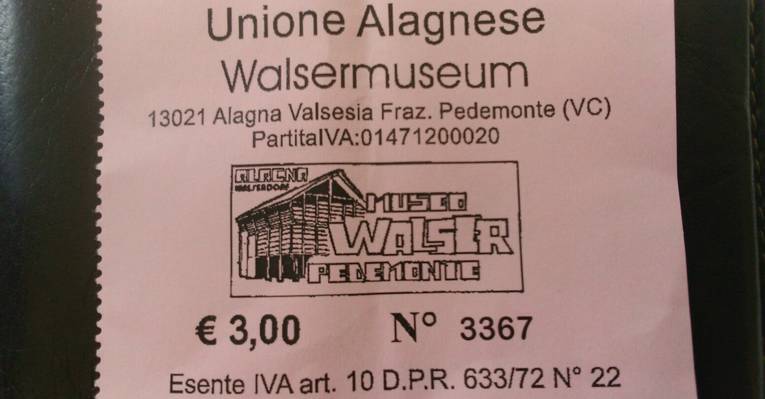 Unione Alagnese
Walsermuseum
13021 Alagna Valsesia Fraz. Pedemonte (VC)
PartitaIVA:01471200020
ALAGNA
WALSERDORF
MUSEO
WALSER
PEDEMONTE
€ 3,00 N° 3367
Esente IVA art. 10 D.P.R. 633/72 N° 22